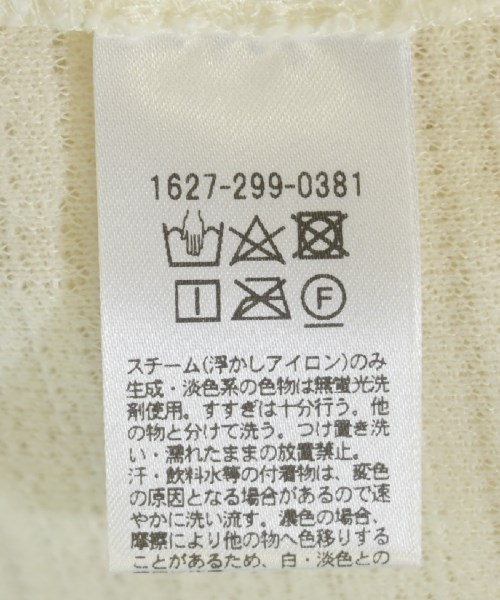 1627-299-0381
F
スチーム(浮かしアイロン)のみ
生成・淡色系の色物は無蛍光洗
剤使用。すすぎは十分行う。他
の物と分けて洗う。つけ置き洗
い・濡れたままの放置禁止。
汗・飲料水等の付着物は、変色
の原因となる場合があるので速
やかに洗い流す。濃色の場合、
摩擦により他の物へ色移りする
ことがあるため、白・淡色との